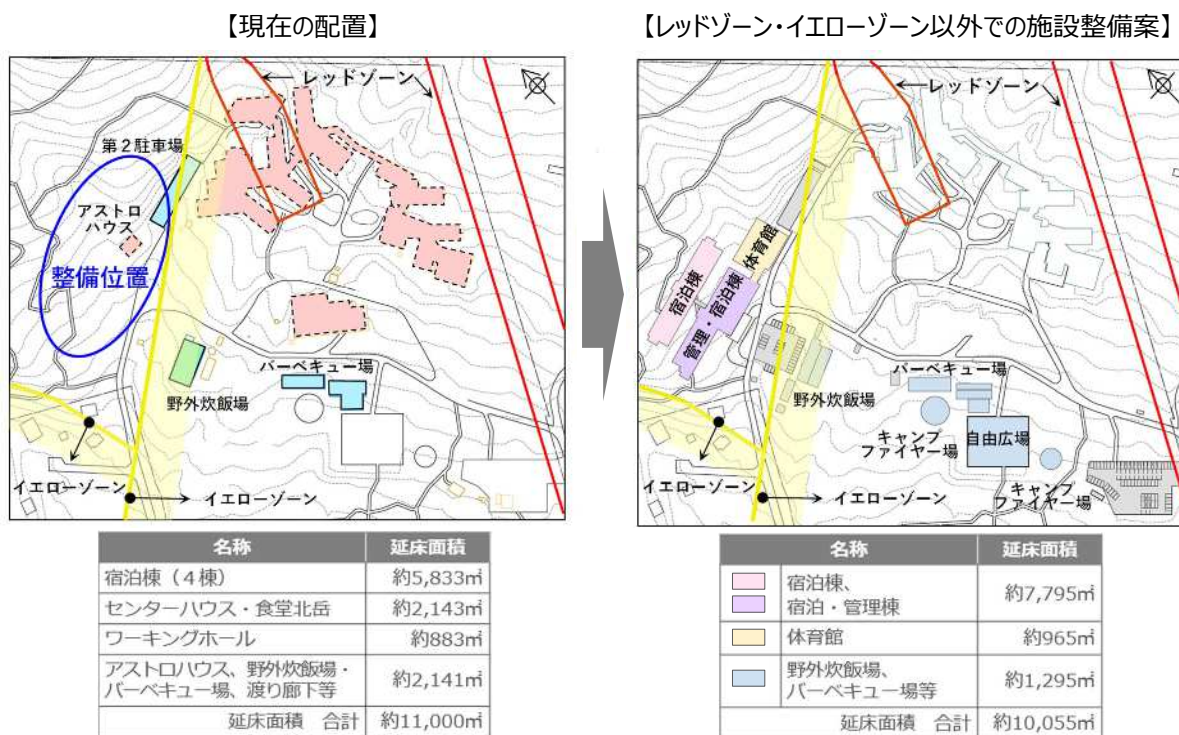 【現在の配置】
レッドゾーン
第2駐車場
アストロ
ハウス
整備位置
バーベキュー場
野外炊飯場
イエローゾーン
イエローゾーン
名称 延床面積
宿泊棟（4棟） 約5,833㎡
センターハウス・食堂北岳 約2,143㎡
ワーキングホール 約883㎡
アストロハウス、野外炊飯場・
バーベキュー場、渡り廊下等 約2,141㎡
延床面積 合計 約11,000㎡
【レッドゾーン・イエローゾーン以外での施設整備案】
レッドゾーン
体育館
宿泊棟
管理・宿泊棟
バーベキュー場
野外炊飯場
キャンプ
ファイヤー場
自由広場
イエローゾーン
イエローゾーン
キャンプ
ファイヤー場
名称 延床面積
宿泊棟、
宿泊・管理棟 約7,795㎡
体育館 約965㎡
野外炊飯場、
バーベキュー場等 約1,295㎡
延床面積 合計 約10,055㎡